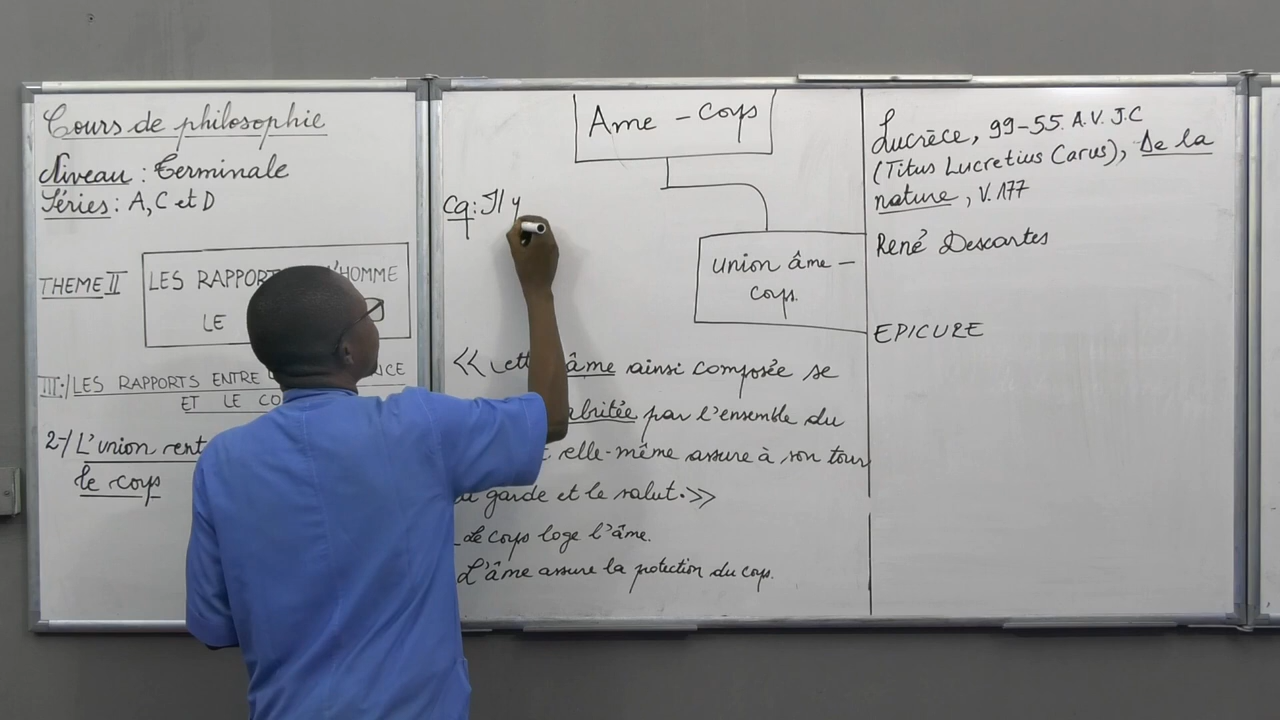 Cours de philosophie
Niveau : Terminale
Séries : A, C et D
THEME II
LES RAPPORT L'HOMME
LE
III:/ LES RAPPORTS ENTRE
ET LE CO
2-/ L'union
le corps
Ame - Corps
Cq: Il y
Union âme -
corps.
<< âme ainsi composée se
abritée par l'ensemble du
elle-même assure à son tour
garde et le salut.>>
_ Le corps loge l'âme.
L'âme assure la protection du corps.
Lucrèce, 99-55. A.V. J.C
(Titus Lucretius Carus), De la
nature, V. 177
René Descartes
EPICURE